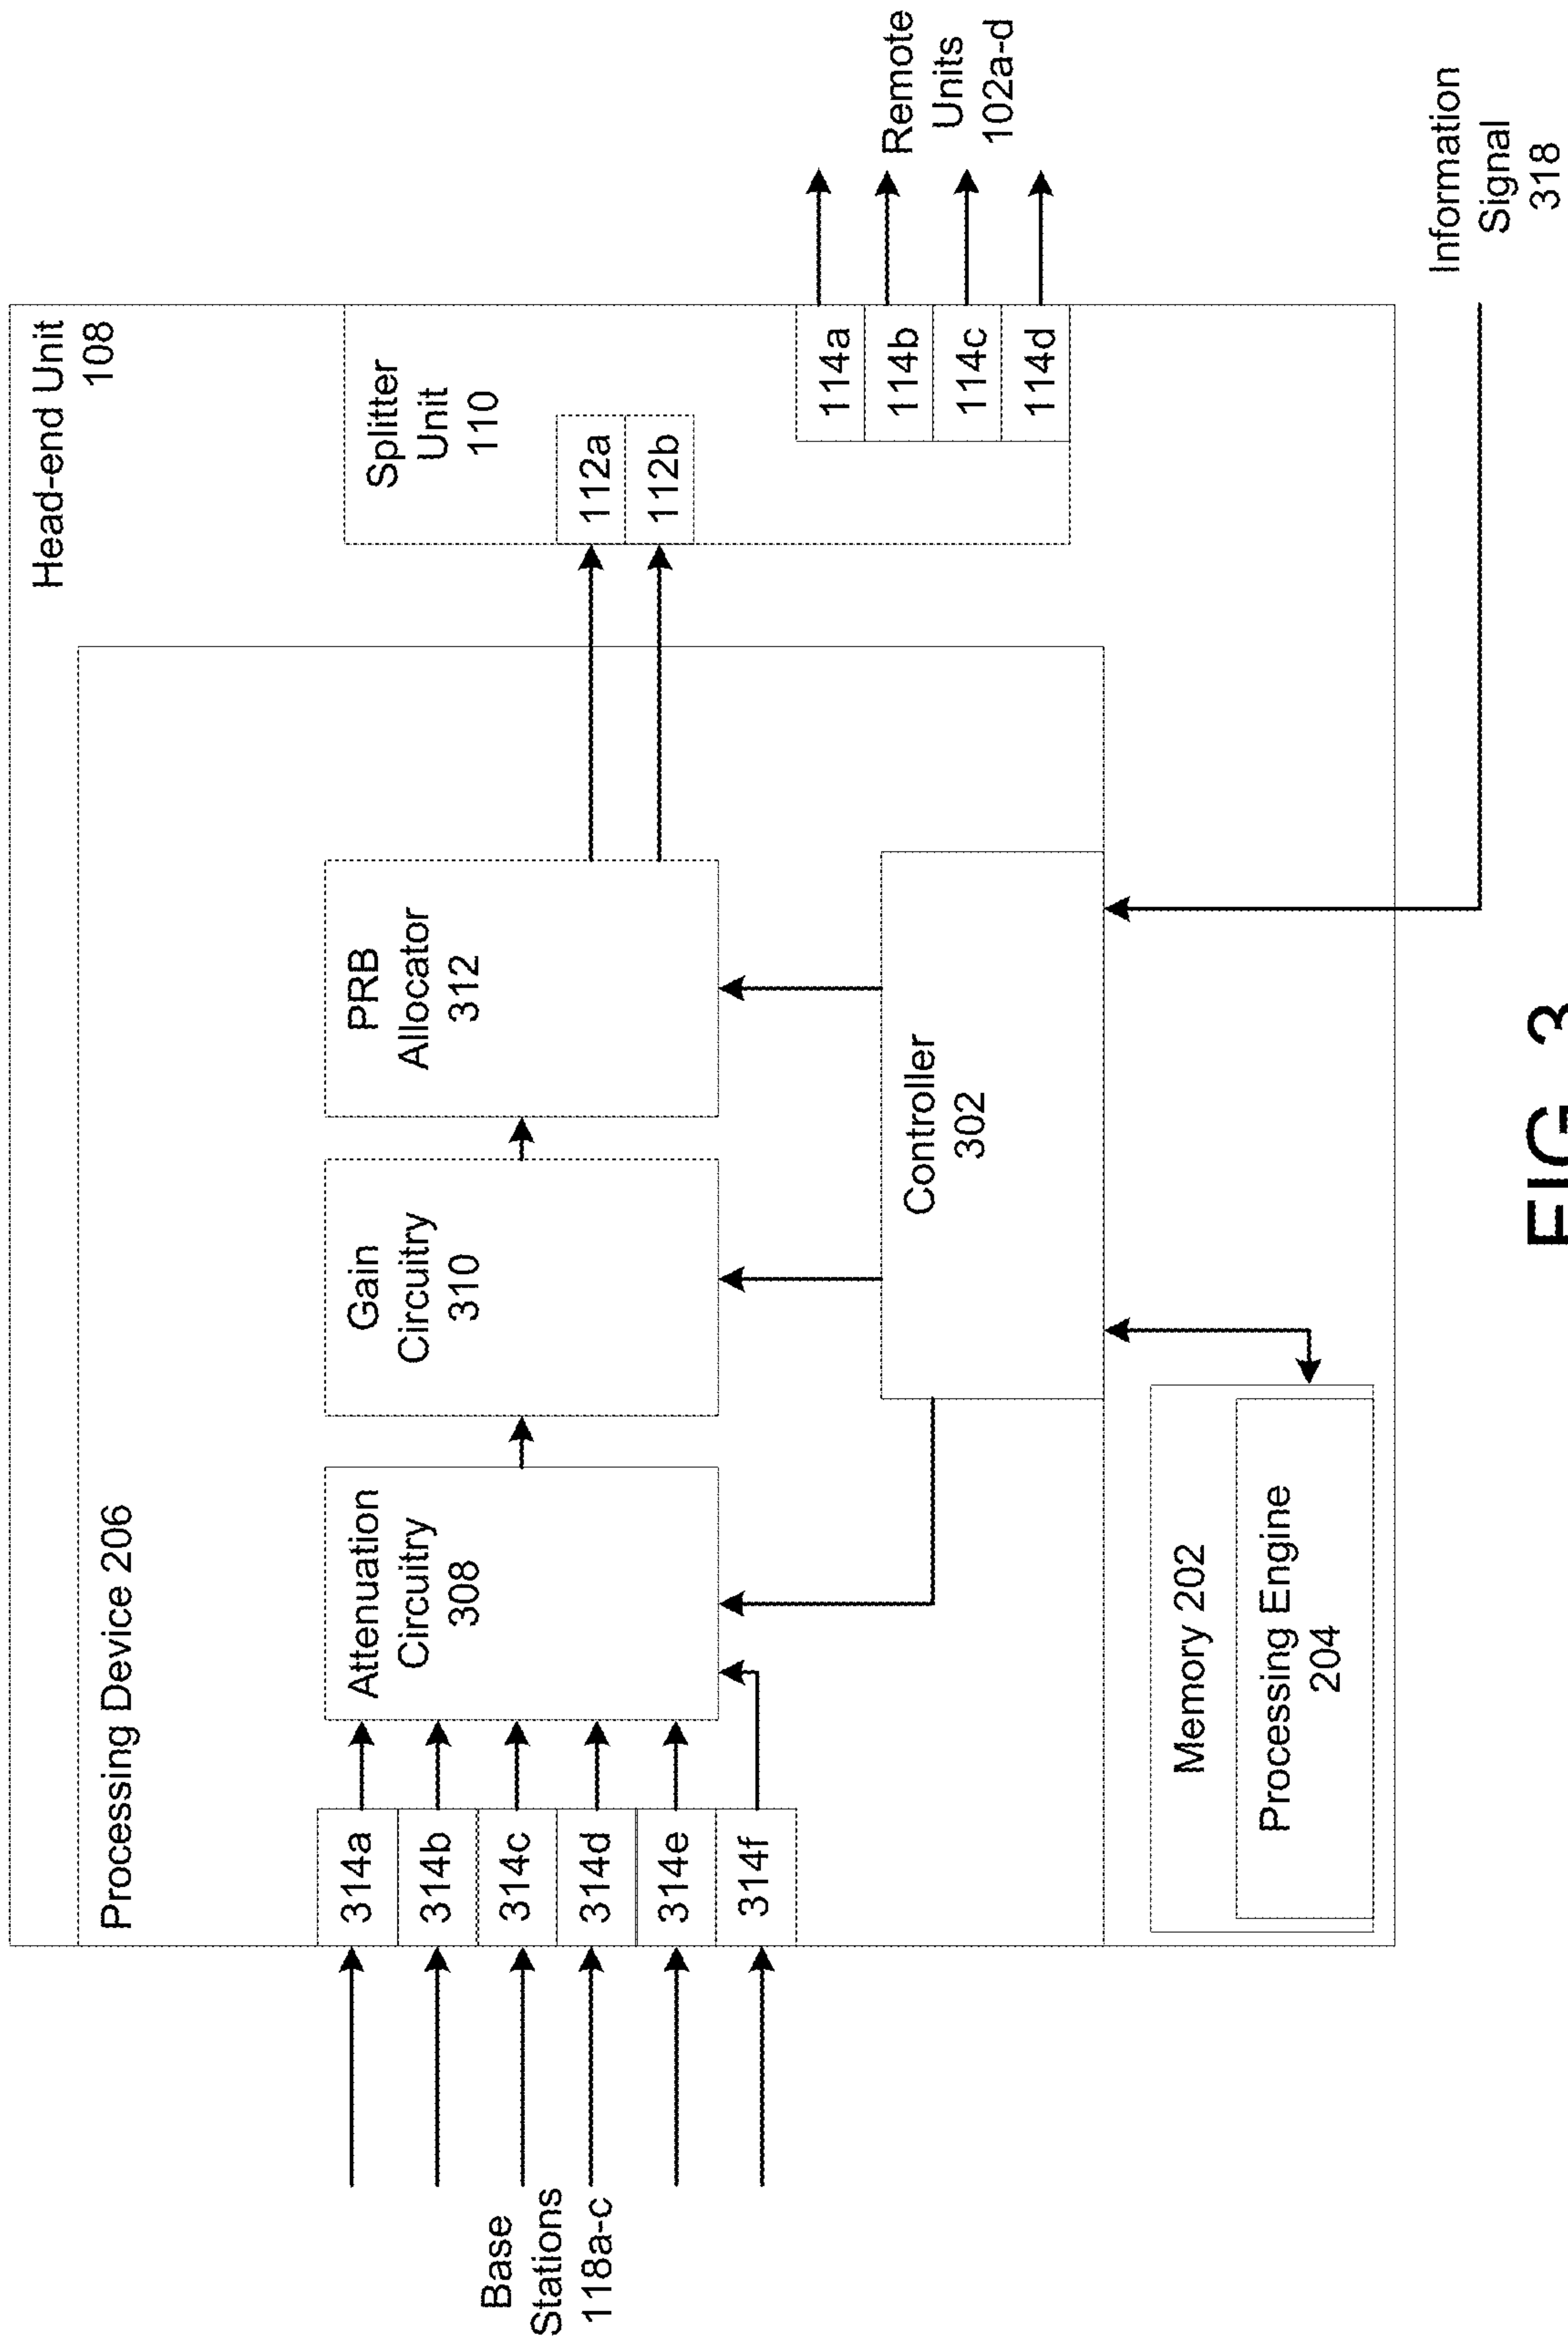 Head-end Unit
108
Processing Device 206
Base
Stations
118a-c
314a
314b
314c
314d
314e
314f
Attenuation
Circuitry
308
Gain
Circuitry
310
PRB
Allocator
312
Splitter
Unit
110
112a
112b
114a
114b
114c
114d
Remote
Units
102a-d
Controller
302
Memory 202
Processing Engine
204
Information
Signal
318
FIG. 3